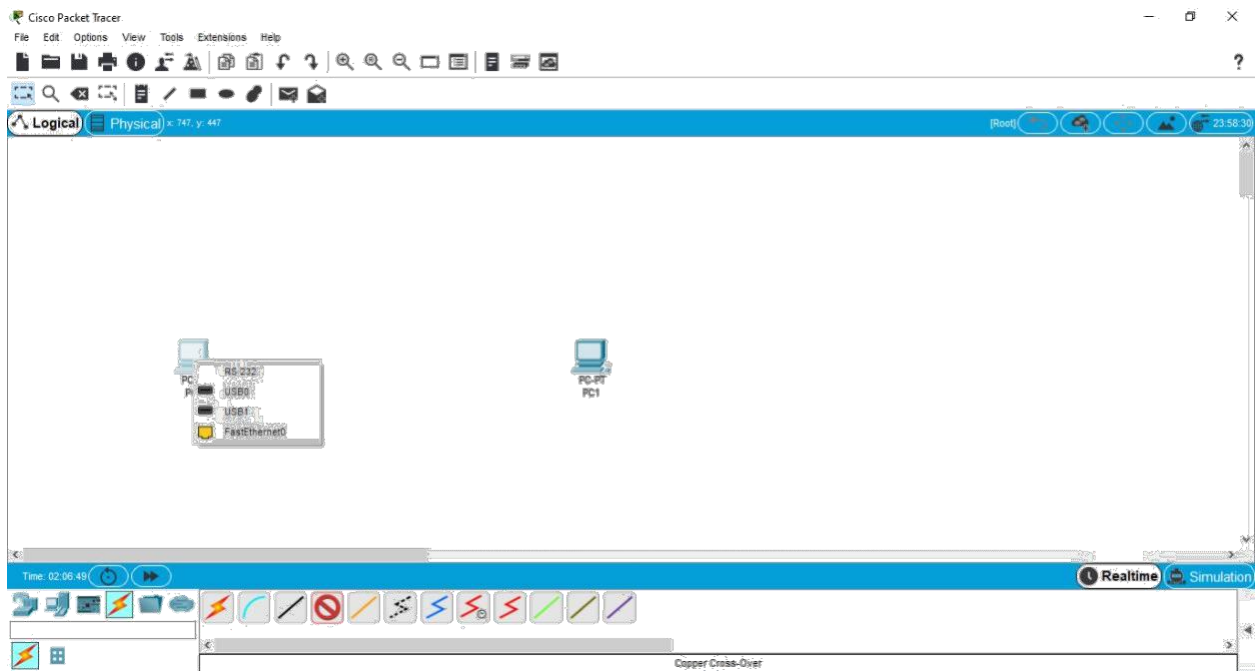 Cisco Packet Tracer
File Edit Options View Tools Extensions Help
?
Logical Physical x: 747, y: 447 [Root] 23:58:30
RS 232
USB0
USB1
FastEthernet0
PC-PT
PC1
Time: 02:06:49 Realtime Simulation
Copper Cross-Over